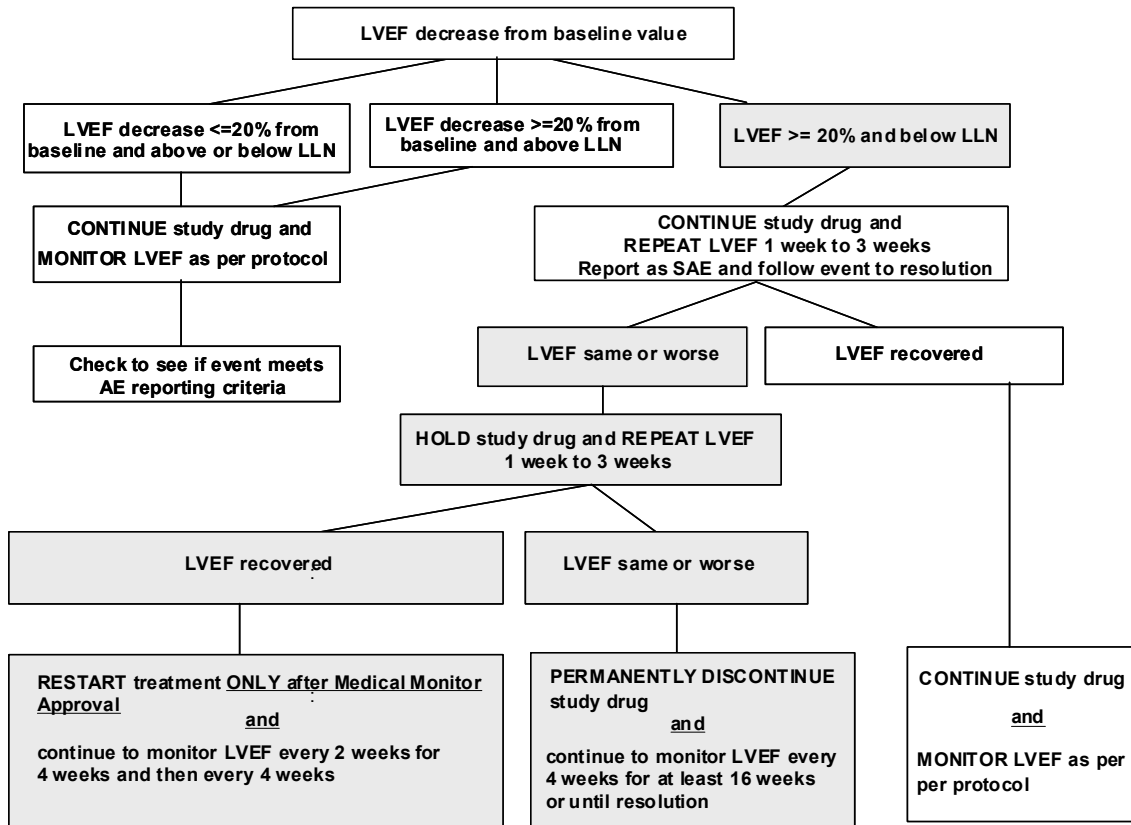 LVEF decrease from baseline value
LVEF decrease <=20% from
baseline and above or below LLN
LVEF decrease >=20% from
baseline and above LLN
LVEF >= 20% and below LLN
CONTINUE study drug and
MONITOR LVEF as per protocol
CONTINUE study drug and
REPEAT LVEF 1 week to 3 weeks
Report as SAE and follow event to resolution
Check to see if event meets
AE reporting criteria
LVEF same or worse
LVEF recovered
HOLD study drug and REPEAT LVEF
1 week to 3 weeks
LVEF recovered
LVEF same or worse
RESTART treatment ONLY after Medical Monitor
Approval
and
continue to monitor LVEF every 2 weeks for
4 weeks and then every 4 weeks
PERMANENTLY DISCONTINUE
study drug
and
continue to monitor LVEF every
4 weeks for at least 16 weeks
or until resolution
CONTINUE study drug
and
MONITOR LVEF as per
per protocol